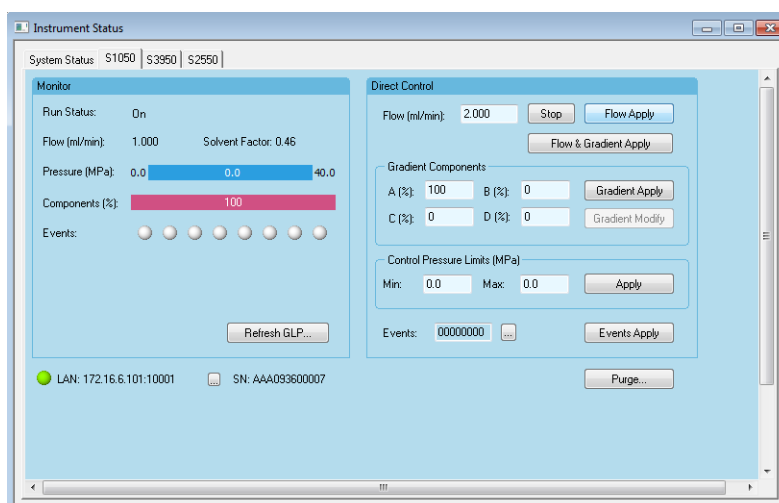 Instrument Status
System Status S1050 S3950 S2550
Monitor
Run Status: On
Flow (ml/min): 1.000 Solvent Factor: 0.46
Pressure (MPa): 0.0 0.0 40.0
Components (%): 100
Events:
Refresh GLP...
LAN: 172.16.6.101:10001 ... SN: AAA093600007
Direct Control
Flow (ml/min): 2.000 Stop Flow Apply
Flow & Gradient Apply
Gradient Components
A (%): 100 B (%): 0 Gradient Apply
C (%): 0 D (%): 0 Gradient Modify
Control Pressure Limits (MPa)
Min: 0.0 Max: 0.0 Apply
Events: 00000000 ... Events Apply
Purge...